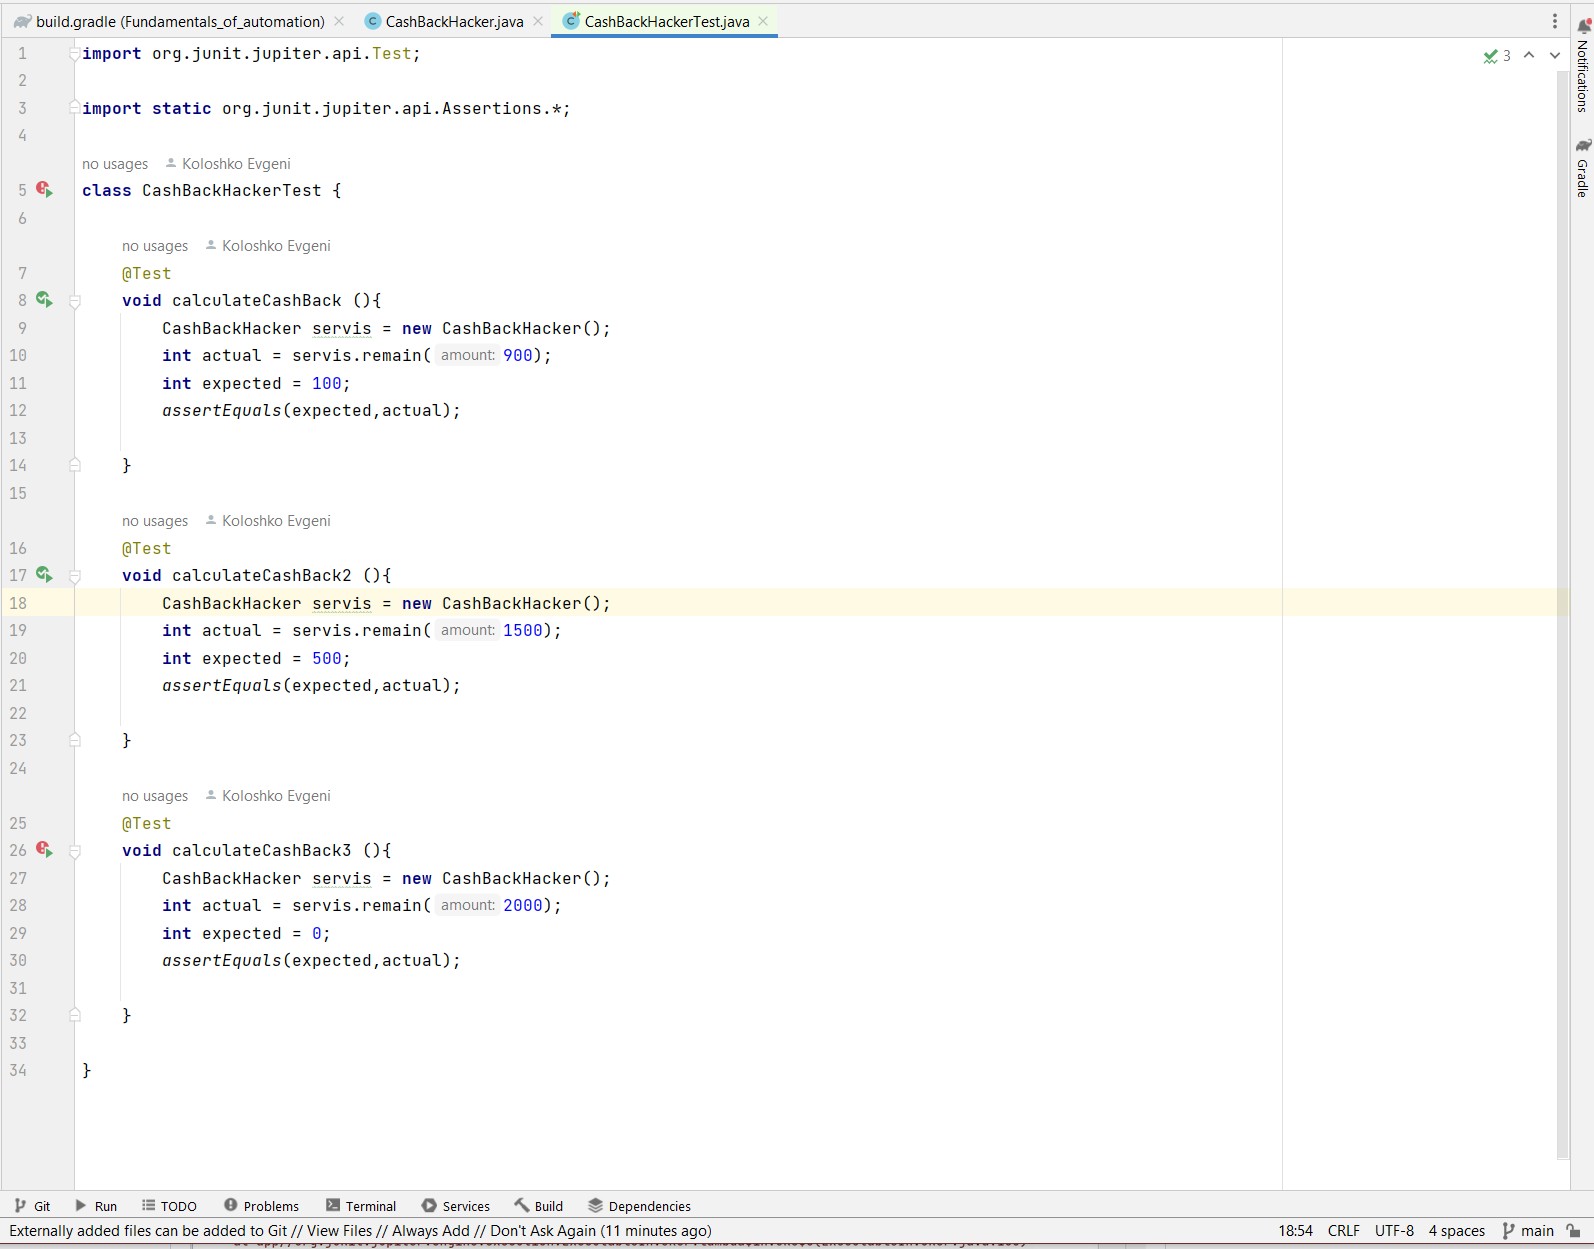 build.gradle (Fundamentals_of_automation)
CashBackHacker.java
CashBackHackerTest.java
1 import org.junit.jupiter.api.Test;
3
Notifications
2
3 import static org.junit.jupiter.api.Assertions.*;
4
Gradle
no usages Koloshko Evgeni
5 class CashBackHackerTest {
6
no usages Koloshko Evgeni
7 @Test
8 void calculateCashBack (){
9 CashBackHacker servis = new CashBackHacker();
10 int actual = servis.remain( amount: 900);
11 int expected = 100;
12 assertEquals(expected,actual);
13
14 }
15
no usages Koloshko Evgeni
16 @Test
17 void calculateCashBack2 (){
18 CashBackHacker servis = new CashBackHacker();
19 int actual = servis.remain( amount: 1500);
20 int expected = 500;
21 assertEquals(expected,actual);
22
23 }
24
no usages Koloshko Evgeni
25 @Test
26 void calculateCashBack3 (){
27 CashBackHacker servis = new CashBackHacker();
28 int actual = servis.remain( amount: 2000);
29 int expected = 0;
30 assertEquals(expected,actual);
31
32 }
33
34 }
Git Run TODO Problems Terminal Services Build Dependencies
Externally added files can be added to Git // View Files // Always Add // Don't Ask Again (11 minutes ago) 18:54 CRLF UTF-8 4 spaces main